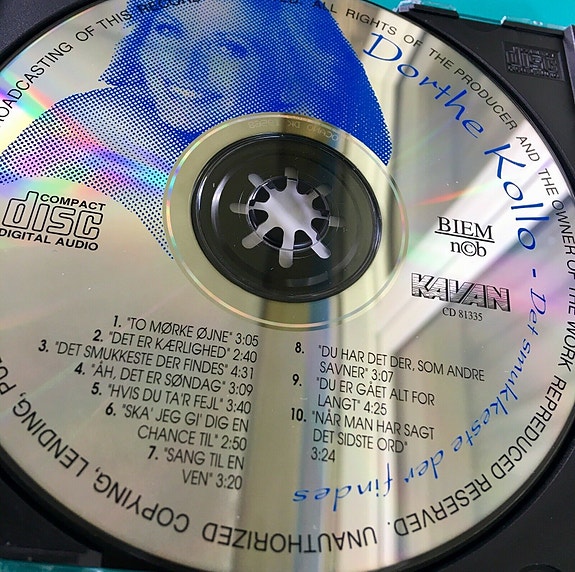 ALL RIGHTS OF THE PRODUCER AND THE OWNER OF THE WORK REPRODUCED RESERVED. UNAUTHORIZED COPYING, LENDING,
BROADCASTING OF THIS
Dorthe Kollo - Det smukkeste der findes
COMPACT
disc
DIGITAL AUDIO
BIEM
n©b
KAVAN
CD 81335
1. "TO MØRKE ØJNE" 3:05
2. "DET ER KÆRLIGHED" 2:40
3. "DET SMUKKESTE DER FINDES" 4:31
4. "ÅH, DET ER SØNDAG" 3:09
5. "HVIS DU TA'R FEJL" 3:40
6. "SKA' JEG GI' DIG EN
CHANCE TIL" 2:50
7. "SANG TIL EN
VEN" 3:20
8. "DU HAR DET DER, SOM ANDRE
SAVNER" 3:07
9. "DU ER GÅET ALT FOR
LANGT" 4:25
10. "NÅR MAN HAR SAGT
DET SIDSTE ORD"
3:24